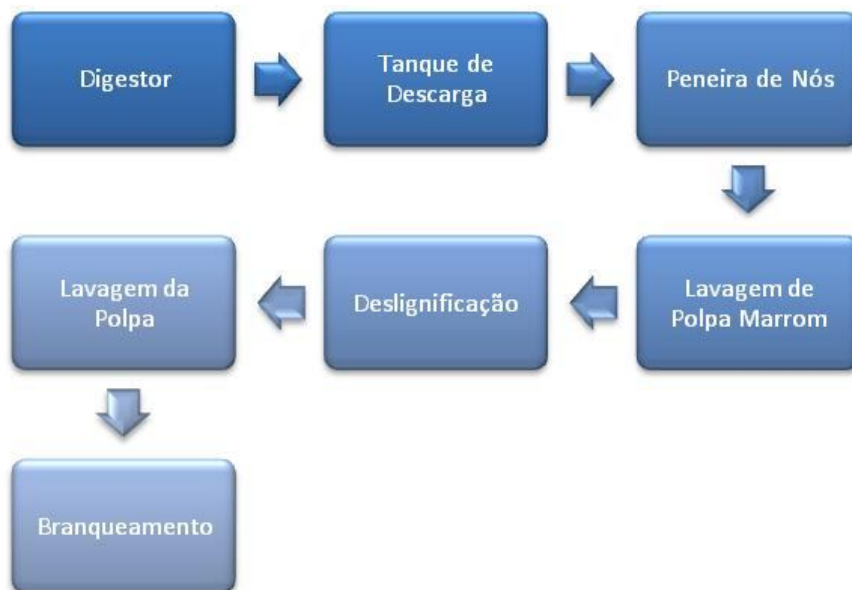 Digestor
Tanque de
Descarga
Peneira de Nós
Lavagem de
Polpa Marrom
Deslignificação
Lavagem da
Polpa
Branqueamento